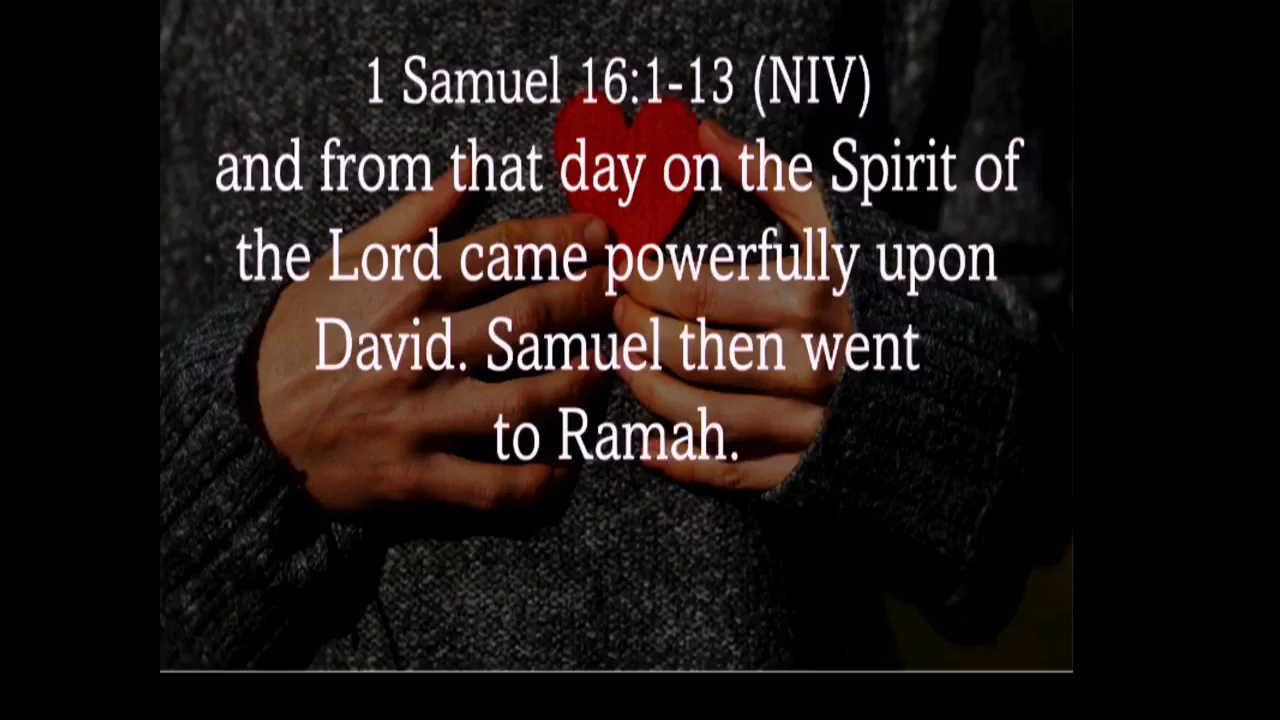 1 Samuel 16:1-13 (NIV)
and from that day on the Spirit of
the Lord came powerfully upon
David. Samuel then went
to Ramah.